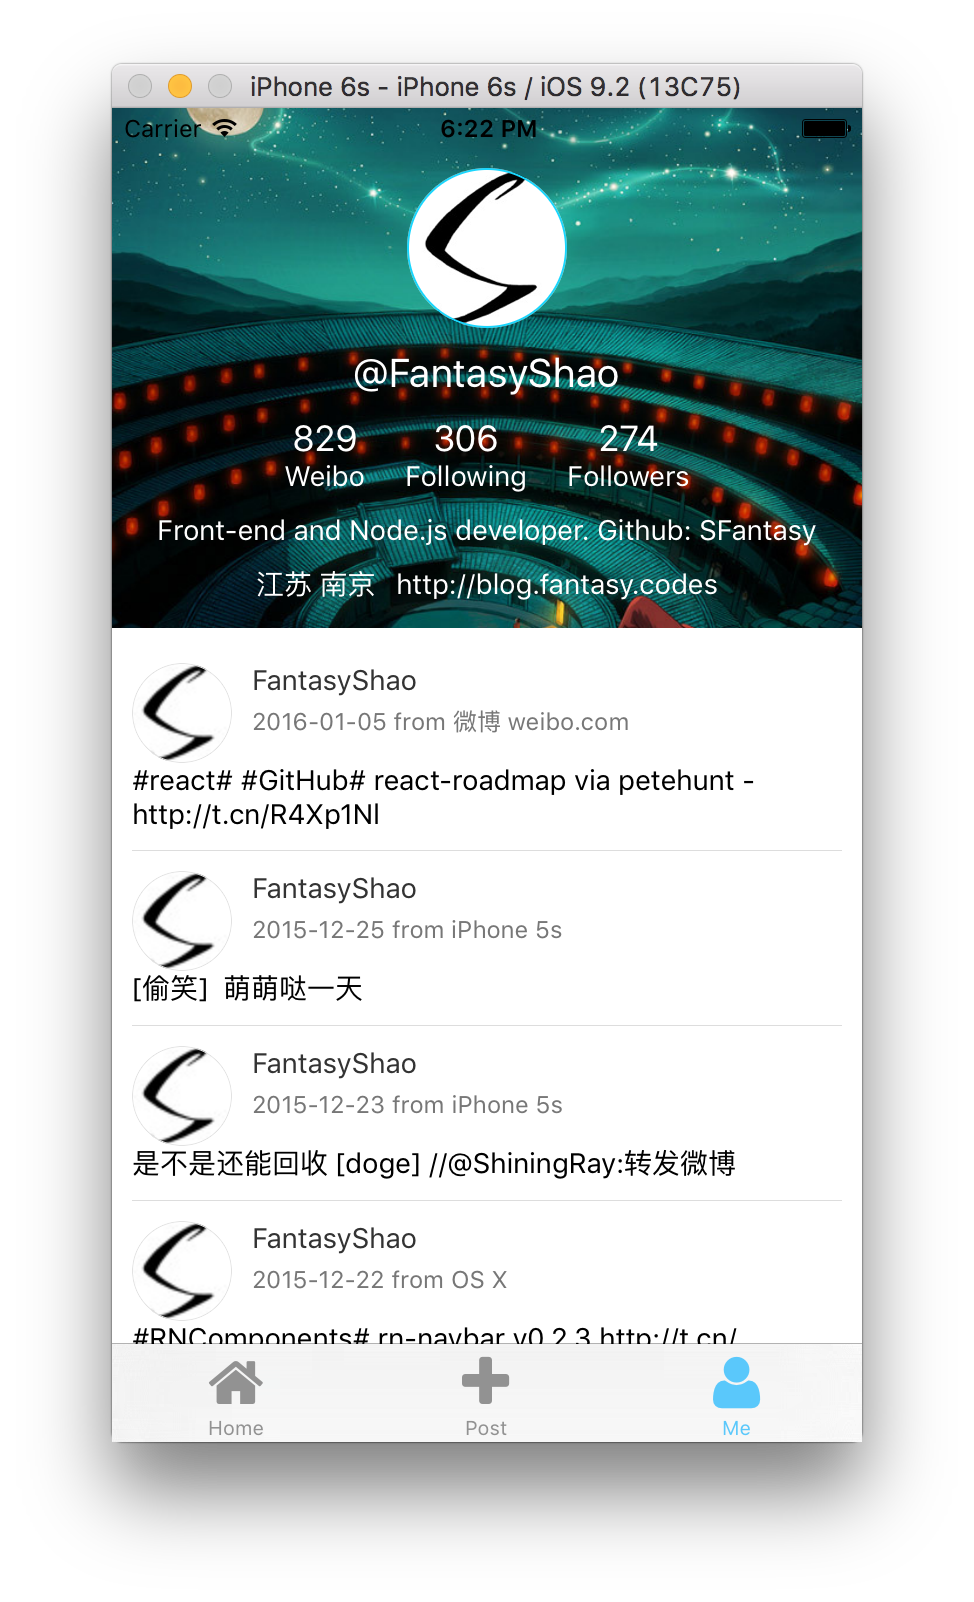 iPhone 6s - iPhone 6s / iOS 9.2 (13C75)
Carrier 6:22 PM
@FantasyShao
829 306 274
Weibo Following Followers
Front-end and Node.js developer. Github: SFantasy
江苏 南京 http://blog.fantasy.codes
FantasyShao
2016-01-05 from 微博 weibo.com
#react# #GitHub# react-roadmap via petehunt -
http://t.cn/R4Xp1Nl
FantasyShao
2015-12-25 from iPhone 5s
[偷笑] 萌萌哒一天
FantasyShao
2015-12-23 from iPhone 5s
是不是还能回收 [doge] //@ShiningRay:转发微博
FantasyShao
2015-12-22 from OS X
#RNComponents# rn-navbar v0.2.3 http://t.cn/
Home Post Me